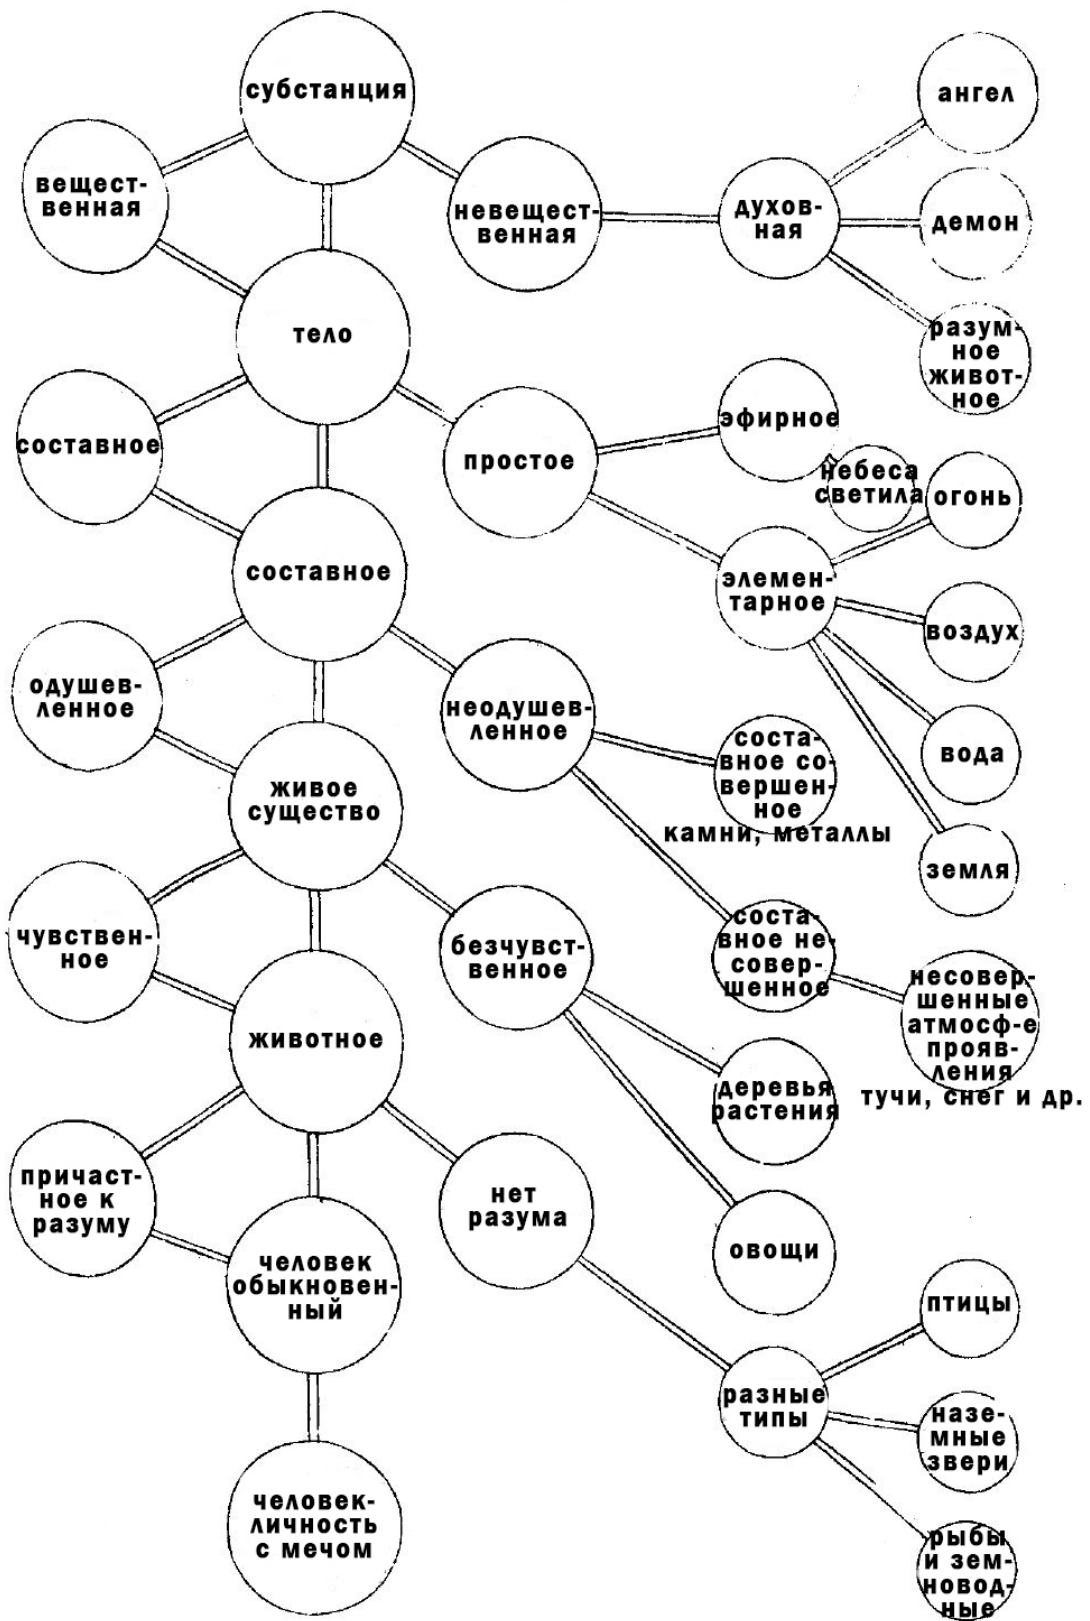 субстанция
ангел
вещест-
венная
невещест-
венная
духов-
ная
демон
тело
разум-
ное
живот-
ное
составное
простое
эфирное
небеса
светила
огонь
составное
элемен-
тарное
воздух
одушев-
ленное
неодушев-
ленное
соста-
вное со-
вершен-
ное
камни, металлы
вода
живое
существо
земля
чувствен-
ное
безчувст-
венное
соста-
вное не-
совер-
шенное
несовер-
шенные
атмосф-е
прояв-
ления
тучи, снег и др.
животное
деревья
растения
причаст-
ное к
разуму
нет
разума
овощи
человек
обыкновен-
ный
птицы
разные
типы
назе-
мные
звери
человек-
личность
с мечом
рыбы
и зем-
новод-
ные